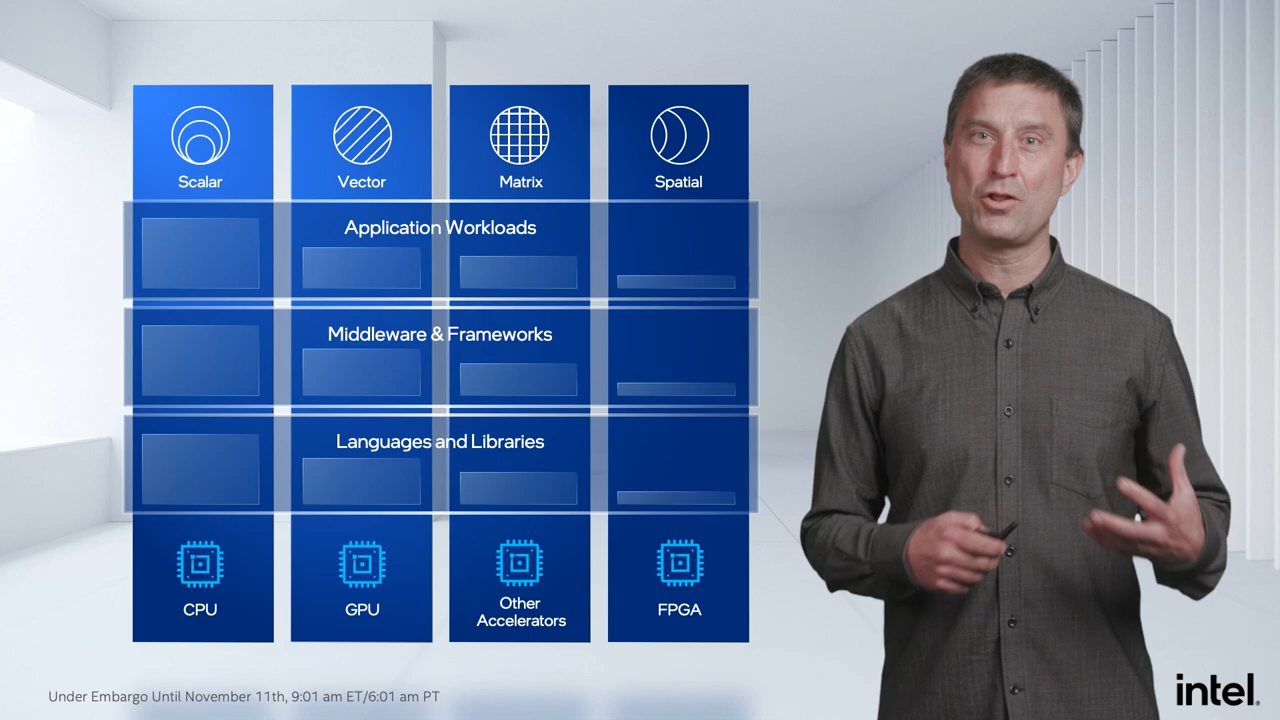 Scalar
Vector
Matrix
Spatial
Application Workloads
Middleware & Frameworks
Languages and Libraries
CPU
GPU
Other
Accelerators
FPGA
Under Embargo Until November 11th, 9:01 am ET/6:01 am PT
intel.